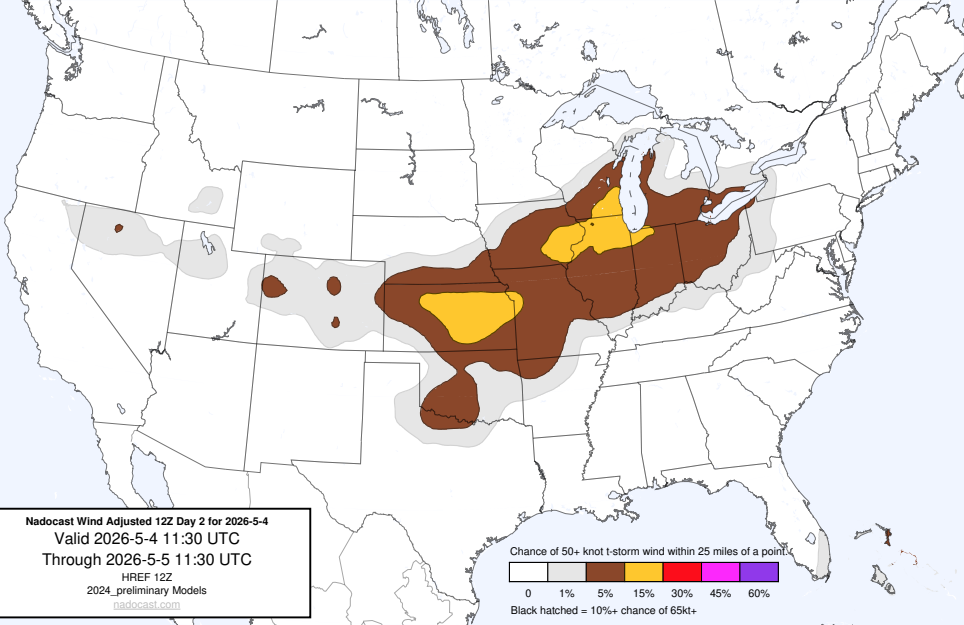 Nadocast Wind Adjusted 12Z Day 2 for 2026-5-4
Valid 2026-5-4 11:30 UTC
Through 2026-5-5 11:30 UTC
HREF 12Z
2024_preliminary Models
nadocast.com
Chance of 50+ knot t-storm wind within 25 miles of a point.
0 1% 5% 15% 30% 45% 60%
Black hatched = 10%+ chance of 65kt+